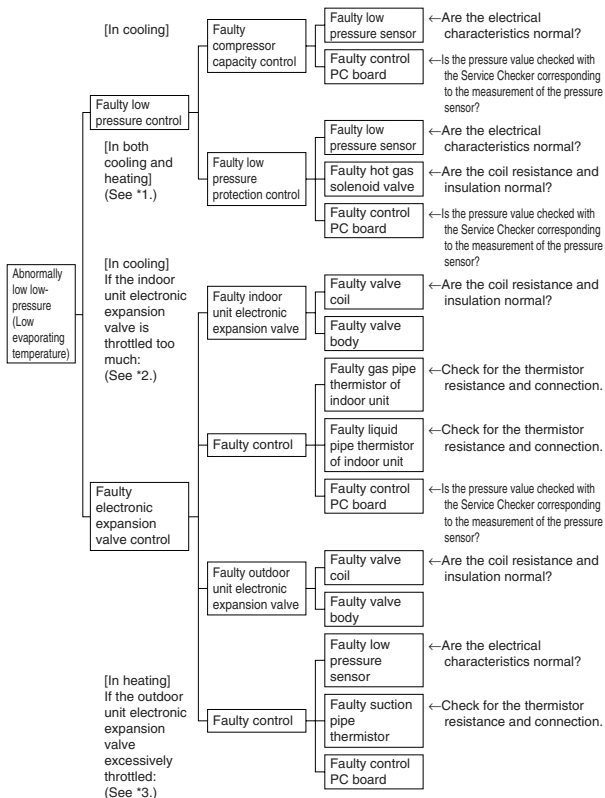 [In cooling]
Faulty
compressor
capacity control
Faulty low
pressure sensor
←Are the electrical
characteristics normal?
Faulty control
PC board
←Is the pressure value checked with
the Service Checker corresponding
to the measurement of the pressure
sensor?
Faulty low
pressure control
[In both
cooling and
heating]
(See *1.)
Faulty low
pressure
protection control
Faulty low
pressure sensor
←Are the electrical
characteristics normal?
Faulty hot gas
solenoid valve
←Are the coil resistance and
insulation normal?
Faulty control
PC board
←Is the pressure value checked with
the Service Checker corresponding
to the measurement of the pressure
sensor?
Abnormally
low low-
pressure
(Low
evaporating
temperature)
[In cooling]
If the indoor
unit electronic
expansion
valve is
throttled too
much:
(See *2.)
Faulty indoor
unit electronic
expansion valve
Faulty valve
coil
←Are the coil resistance and
insulation normal?
Faulty valve
body
Faulty control
Faulty gas pipe
thermistor of
indoor unit
←Check for the thermistor
resistance and connection.
Faulty liquid
pipe thermistor
of indoor unit
←Check for the thermistor
resistance and connection.
Faulty control
PC board
←Is the pressure value checked with
the Service Checker corresponding
to the measurement of the pressure
sensor?
Faulty
electronic
expansion
valve control
Faulty outdoor
unit electronic
expansion valve
Faulty valve
coil
←Are the coil resistance and
insulation normal?
Faulty valve
body
[In heating]
If the outdoor
unit electronic
expansion
valve
excessively
throttled:
(See *3.)
Faulty control
Faulty low
pressure
sensor
←Are the electrical
characteristics normal?
Faulty suction
pipe
thermistor
←Check for the thermistor
resistance and connection.
Faulty control
PC board